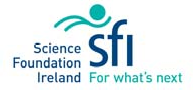 Science
Foundation
Ireland
sfi
For what's next